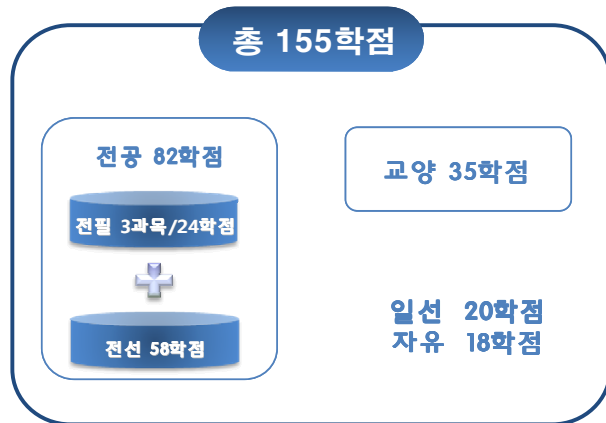 총 155학점
전공 82학점
전필 3과목/24학점
전선 58학점
교양 35학점
일선 20학점
자유 18학점